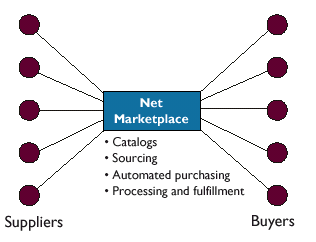 Net
Marketplace
• Catalogs
• Sourcing
• Automated purchasing
• Processing and fulfillment
Suppliers
Buyers